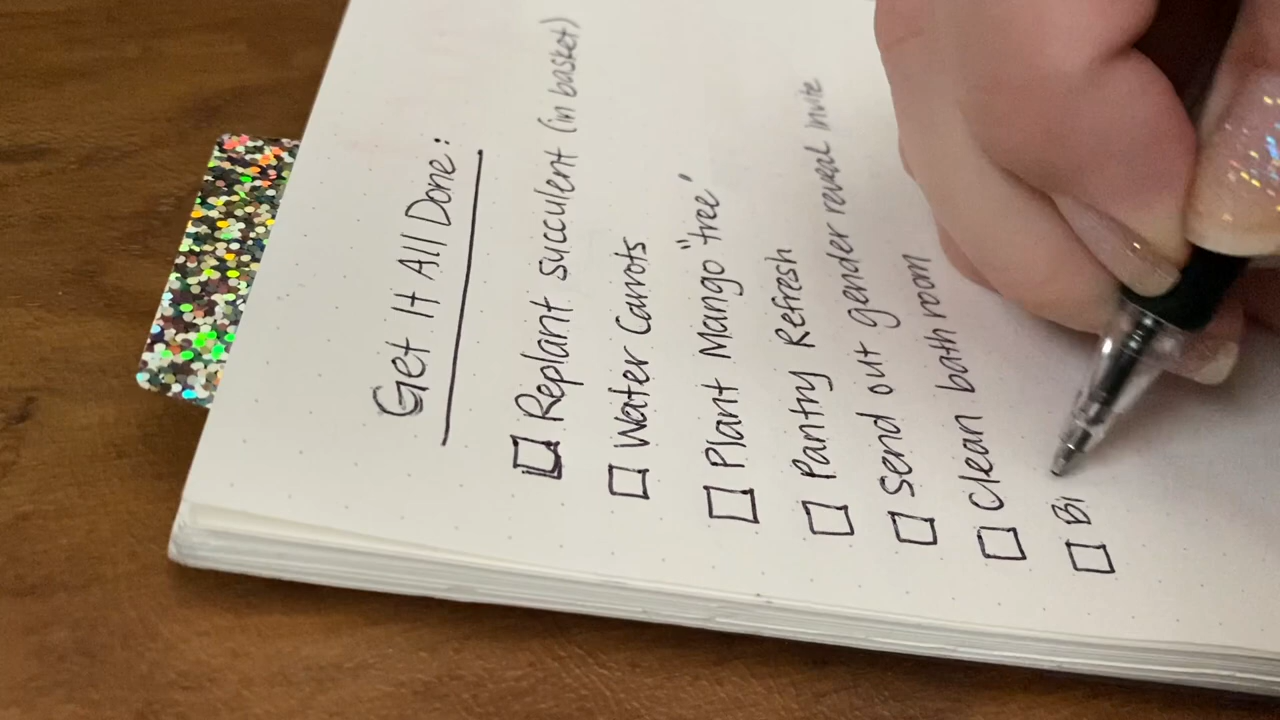 Get It All Done:
Replant succulent (in basket)
Water Carrots
Plant Mango "tree"
Pantry Refresh
send out gender reveal invite
Clean bathroom
Bi